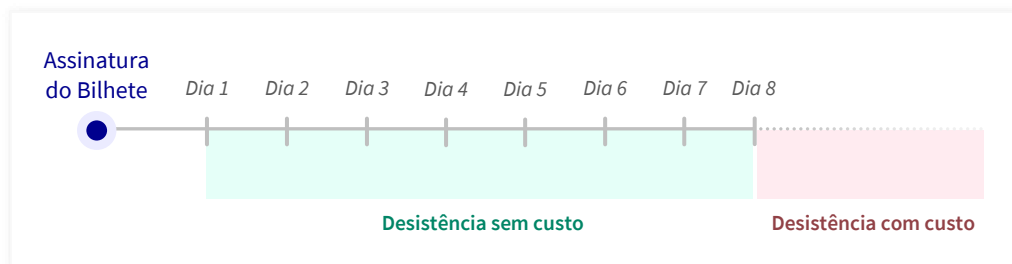 Assinatura
do Bilhete
Dia 1 Dia 2 Dia 3 Dia 4 Dia 5 Dia 6 Dia 7 Dia 8
Desistência sem custo Desistência com custo